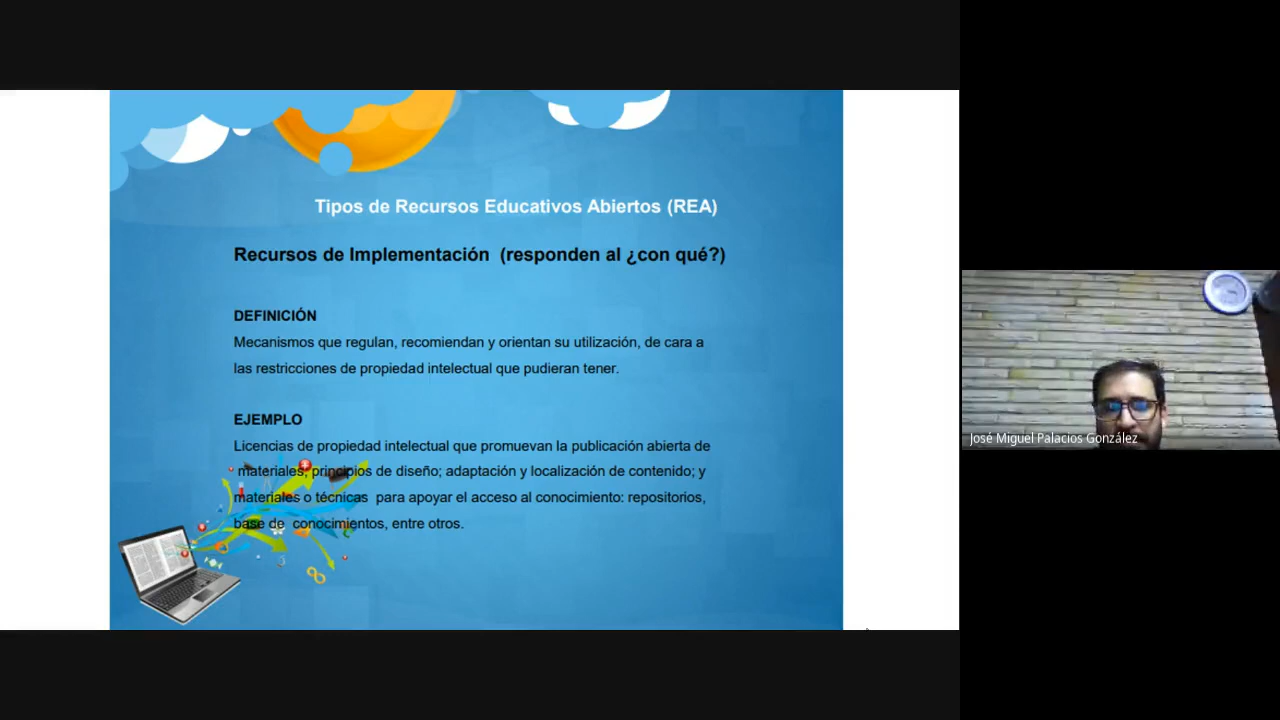 Tipos de Recursos Educativos Abiertos (REA)
Recursos de Implementación (responden al ¿con qué?)
DEFINICIÓN
Mecanismos que regulan, recomiendan y orientan su utilización, de cara a
las restricciones de propiedad intelectual que pudieran tener.
EJEMPLO
Licencias de propiedad intelectual que promuevan la publicación abierta de
materiales; principios de diseño; adaptación y localización de contenido; y
materiales o técnicas para apoyar el acceso al conocimiento: repositorios,
base de conocimientos, entre otros.
José Miguel Palacios González